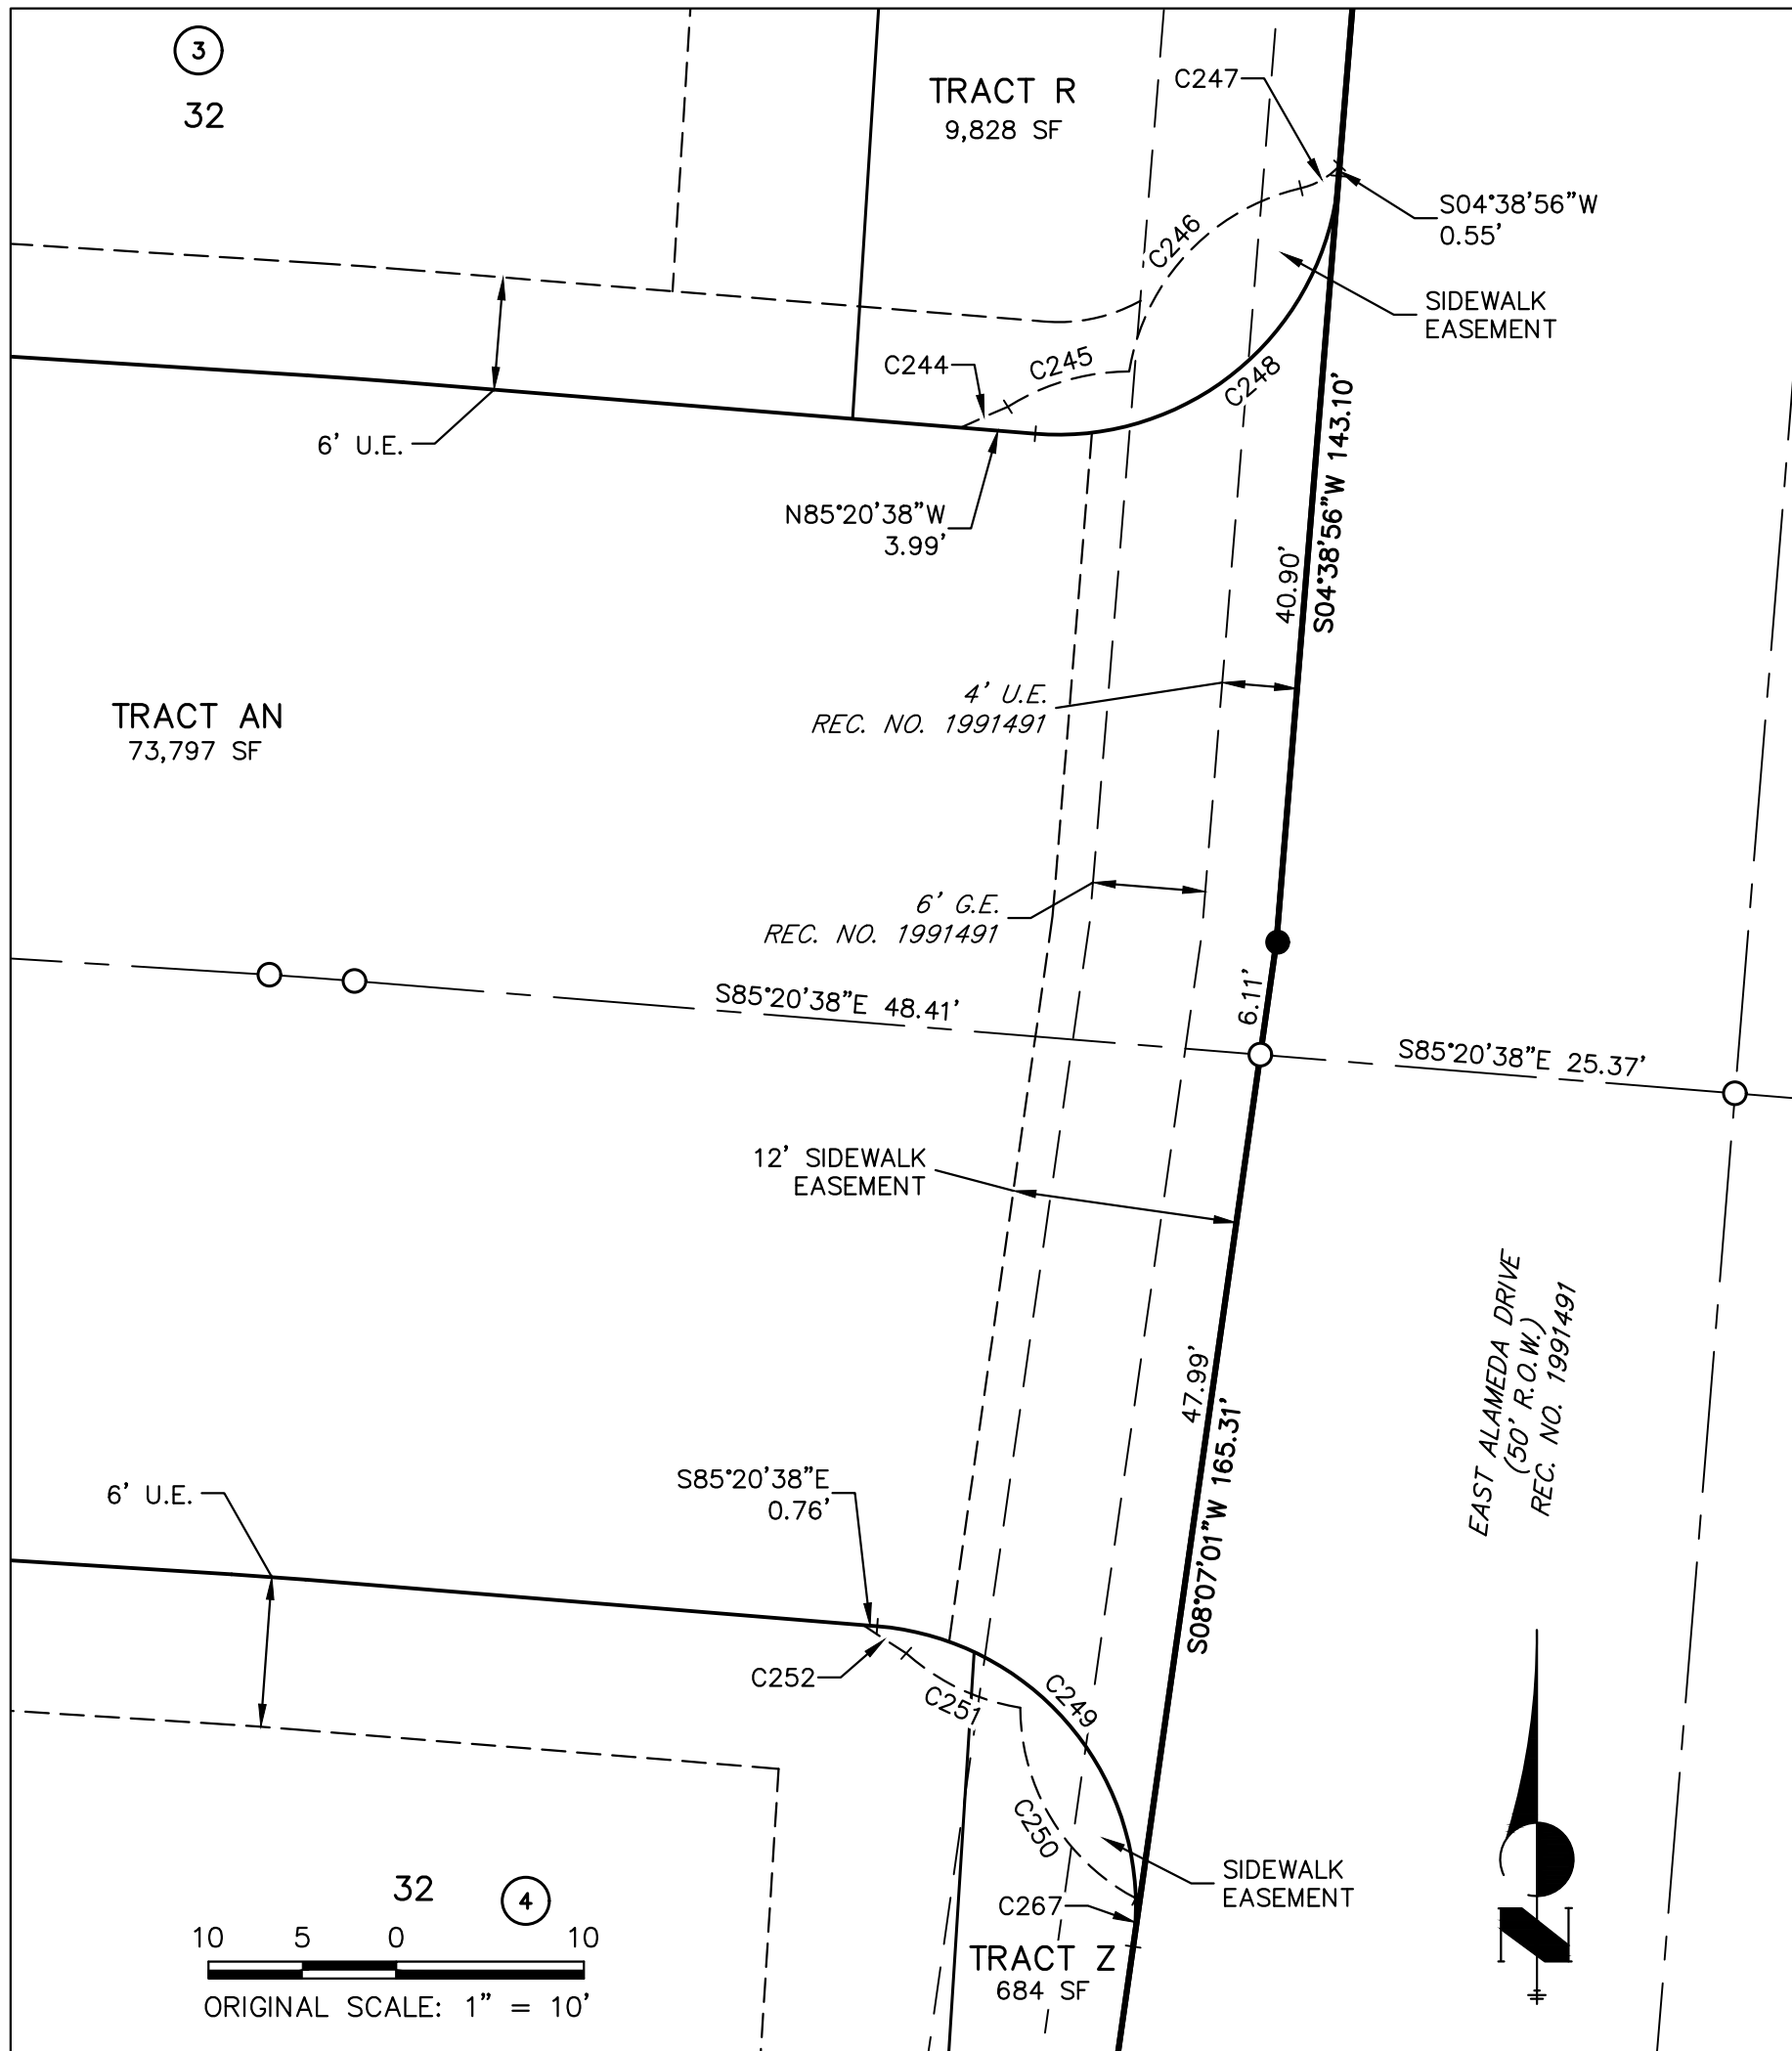 3
32
TRACT R
9,828 SF
C247
S04°38'56"W
0.55'
C246
SIDEWALK
EASEMENT
C244
C245
C248
6' U.E.
N85°20'38"W
3.99'
40.90'
S04°38'56"W 143.10'
4' U.E.
REC. NO. 1991491
TRACT AN
73,797 SF
6' G.E.
REC. NO. 1991491
6.11'
S85°20'38"E 48.41'
S85°20'38"E 25.37'
12' SIDEWALK
EASEMENT
EAST ALAMEDA DRIVE
(50' R.O.W.)
REC. NO. 1991491
47.99'
S08°07'01"W 165.31'
S85°20'38"E
0.76'
6' U.E.
C252
C251
C249
C250
SIDEWALK
EASEMENT
C267
32
4
TRACT Z
684 SF
10 5 0 10
ORIGINAL SCALE: 1" = 10'
N